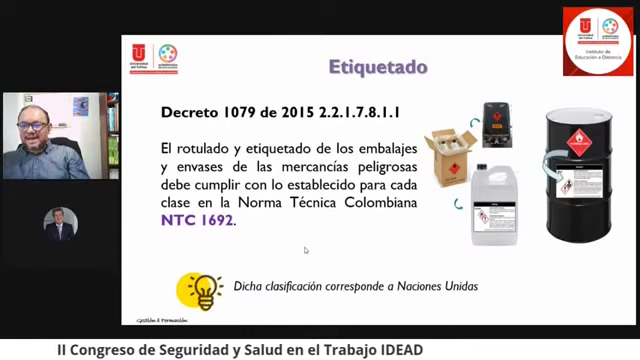 Etiquetado
Decreto 1079 de 2015 2.2.1.7.8.1.1
El rotulado y etiquetado de los embalajes
y envases de las mercancías peligrosas
debe cumplir con lo establecido para cada
clase en la Norma Técnica Colombiana
NTC 1692.
Dicha clasificación corresponde a Naciones Unidas
Gestión & Formación
Instituto de
Educación a Distancia
II Congreso de Seguridad y Salud en el Trabajo IDEAD